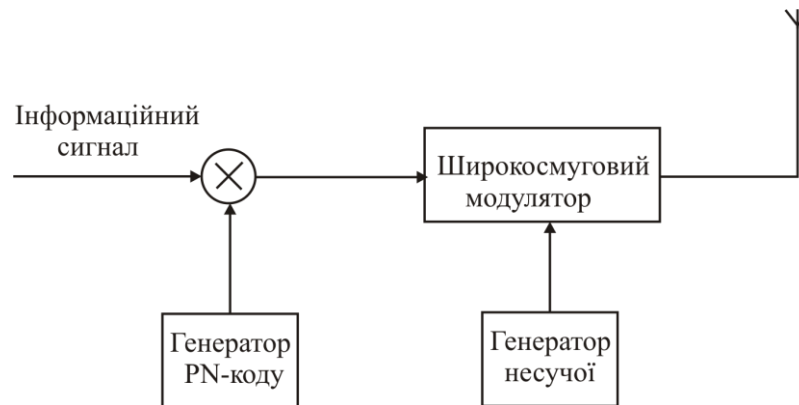 Інформаційний
сигнал
Широкосмуговий
модулятор
Генератор
PN-коду
Генератор
несучої